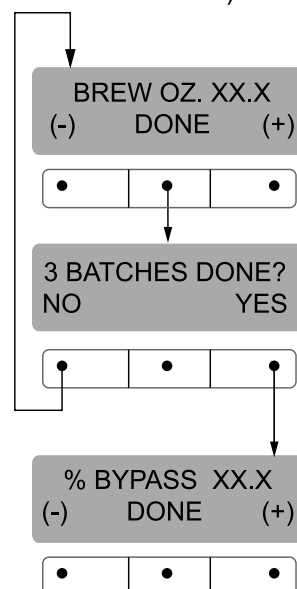 )
BREW OZ. XX.X
(-) DONE (+)
3 BATCHES DONE?
NO YES
% BYPASS XX.X
(-) DONE (+)